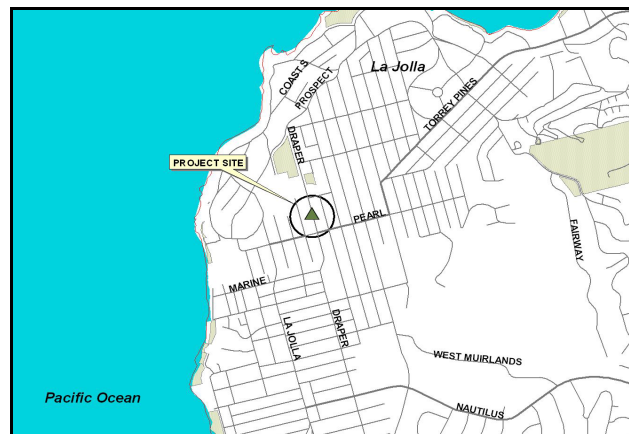 La Jolla
COAST S
PROSPECT
TORREY PINES
DRAPER
PROJECT SITE
PEARL
FAIRWAY
MARINE
LA JOLLA
DRAPER
WEST MUIRLANDS
Pacific Ocean
NAUTILUS